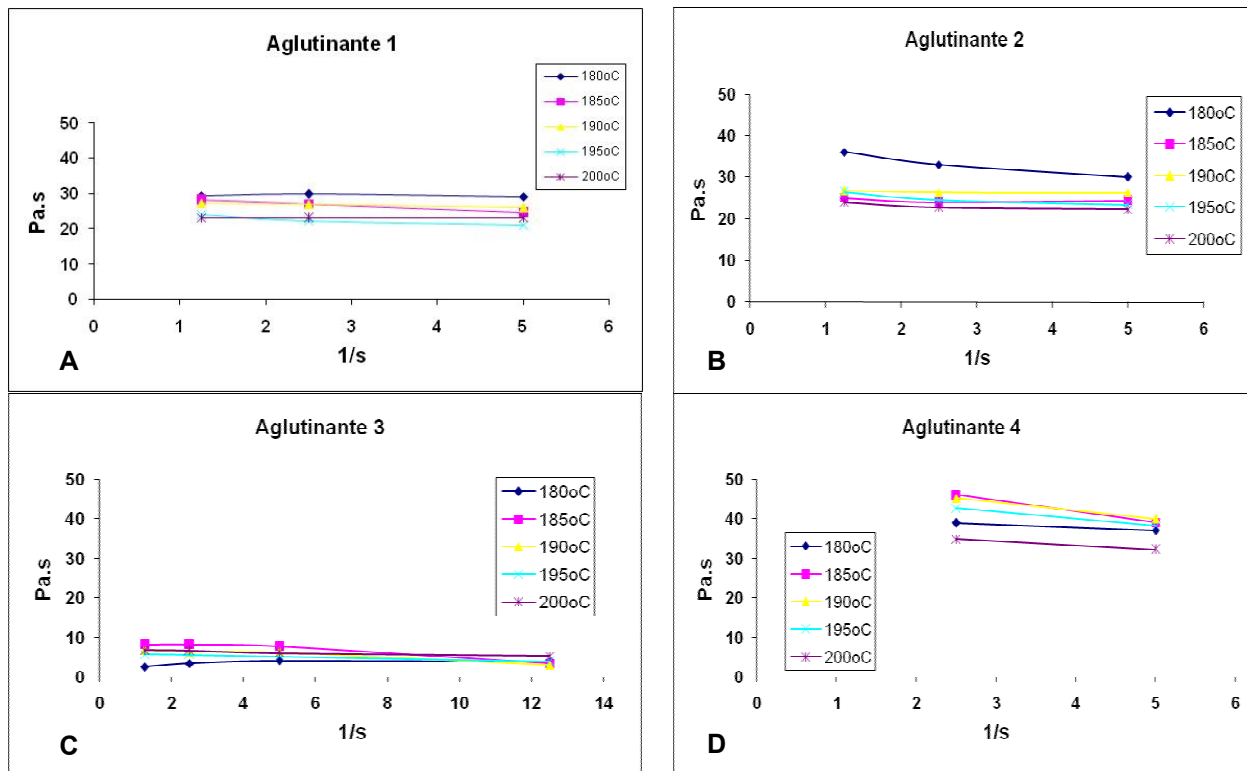 Aglutinante 1
180oC
185oC
190oC
195oC
200oC
50
40
30
20
10
0
Pa.s
0 1 2 3 4 5 6
1/s
A
Aglutinante 2
180oC
185oC
190oC
195oC
200oC
50
40
30
20
10
0
Pa.s
0 1 2 3 4 5 6
1/s
B
Aglutinante 3
180oC
185oC
190oC
195oC
200oC
50
40
30
20
10
0
Pa.s
0 2 4 6 8 10 12 14
1/s
C
Aglutinante 4
180oC
185oC
190oC
195oC
200oC
50
40
30
20
10
0
Pa.s
0 1 2 3 4 5 6
1/s
D